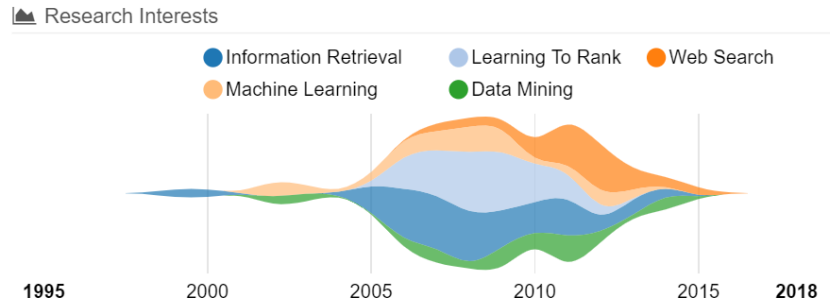 Research Interests
Information Retrieval Learning To Rank Web Search
Machine Learning Data Mining
1995 2000 2005 2010 2015 2018